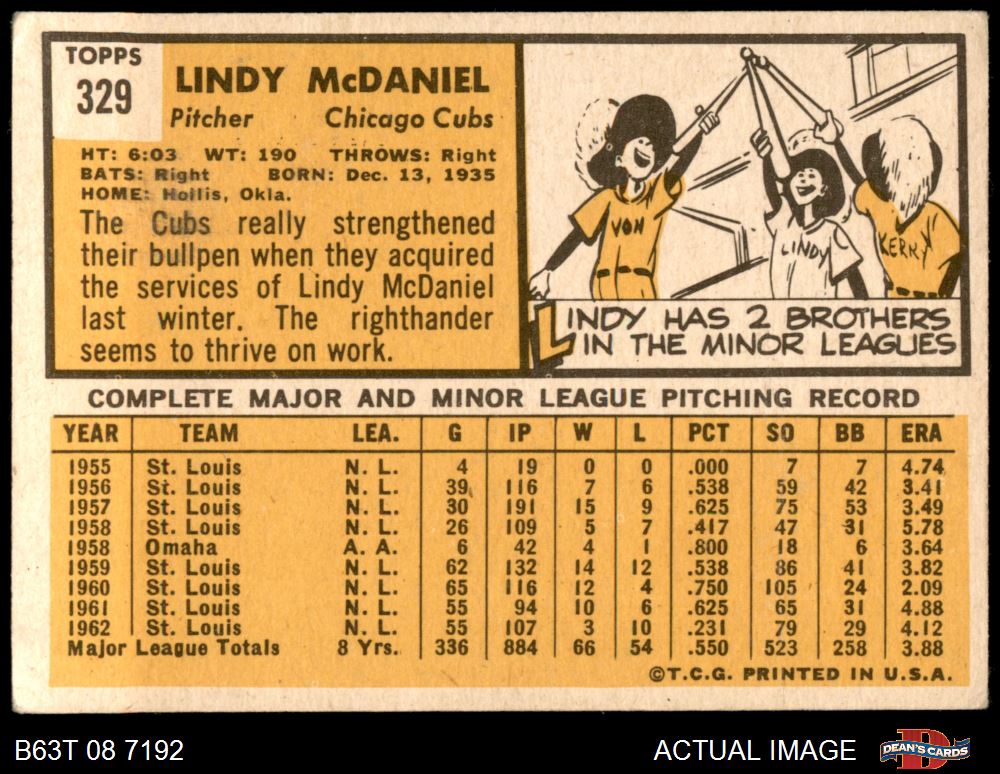 TOPPS
329
LINDY McDANIEL
Pitcher Chicago Cubs
HT: 6:03 WT: 190 THROWS: Right
BATS: Right BORN: Dec. 13, 1935
HOME: Hollis, Okla.
The Cubs really strengthened
their bullpen when they acquired
the services of Lindy McDaniel
last winter. The righthander
seems to thrive on work.
VON
LINDY
KERRY
LINDY HAS 2 BROTHERS
IN THE MINOR LEAGUES
COMPLETE MAJOR AND MINOR LEAGUE PITCHING RECORD
YEAR TEAM LEA. G IP W L PCT SO BB ERA
1955 St. Louis N. L. 4 19 0 0 .000 7 7 4.74
1956 St. Louis N. L. 39 116 7 6 .538 59 42 3.41
1957 St. Louis N. L. 30 191 15 9 .625 75 53 3.49
1958 St. Louis N. L. 26 109 5 7 .417 47 31 5.78
1958 Omaha A. A. 6 42 4 1 .800 18 6 3.64
1959 St. Louis N. L. 62 132 14 12 .538 86 41 3.82
1960 St. Louis N. L. 65 116 12 4 .750 105 24 2.09
1961 St. Louis N. L. 55 94 10 6 .625 65 31 4.88
1962 St. Louis N. L. 55 107 3 10 .231 79 29 4.12
Major League Totals 8 Yrs. 336 884 66 54 .550 523 258 3.88
©T.C.G. PRINTED IN U.S.A.
B63T 08 7192 ACTUAL IMAGE DEAN'S CARDS